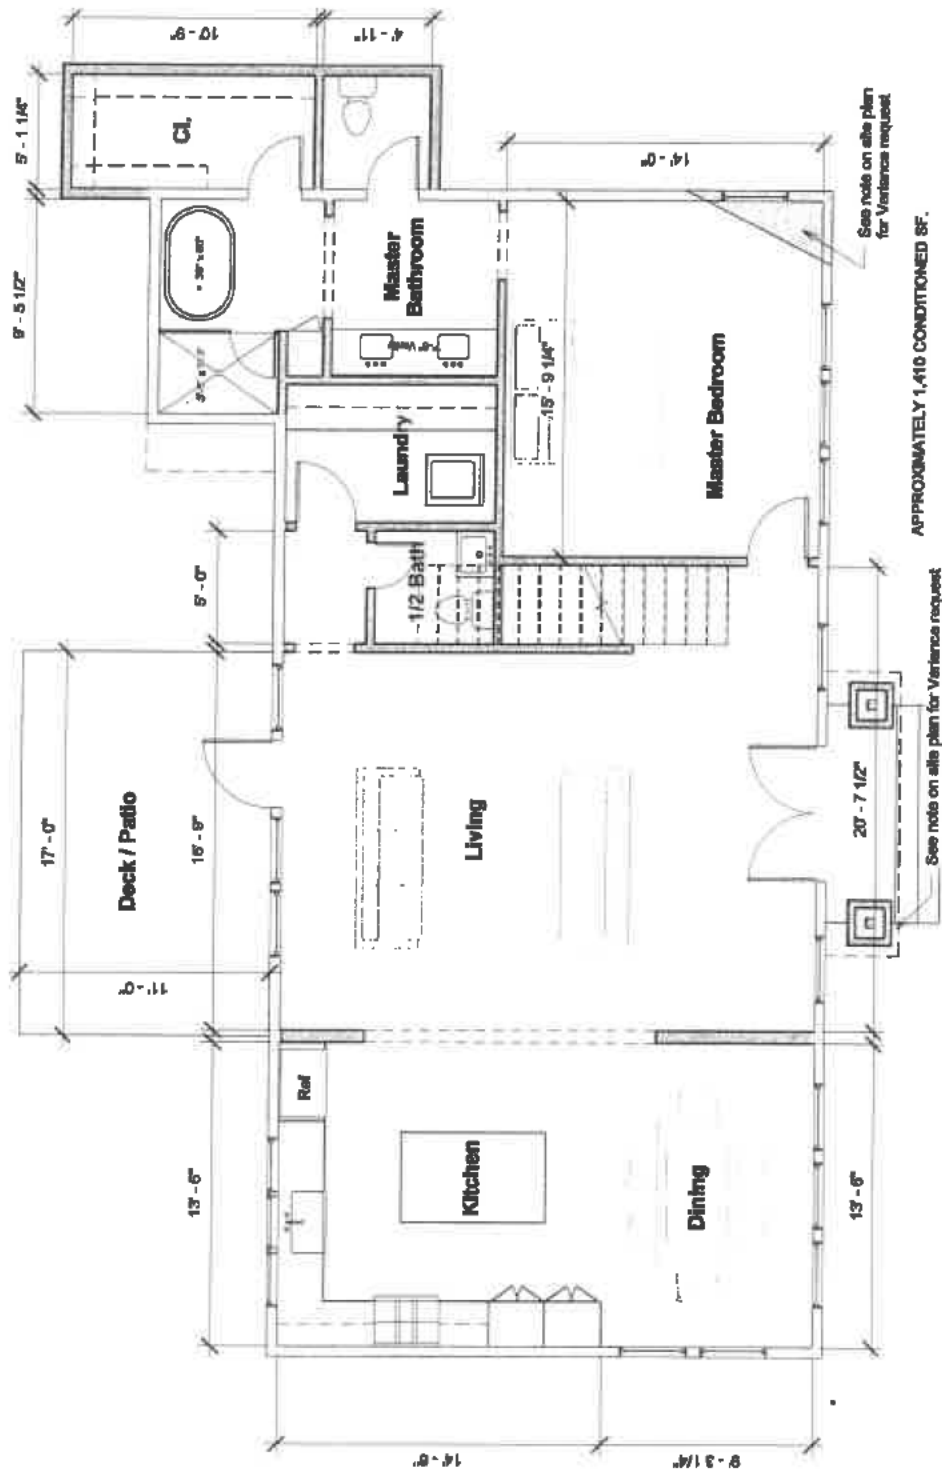 10' - 9"
4' - 11"
5' - 1 1/4"
Cl.
9' - 5 1/2"
Master
Bathroom
14' - 0"
See note on site plan
for Variance request
Laundry
15' - 9 1/4"
Master Bedroom
APPROXIMATELY 1,410 CONDITIONED SF.
5' - 0"
1/2 Bath
17' - 0"
Deck / Patio
16' - 9"
11' - 0"
Living
20' - 7 1/2"
See note on site plan for Variance request
13' - 6"
Ref
Kitchen
Dining
13' - 6"
14' - 6"
9' - 3 1/4"